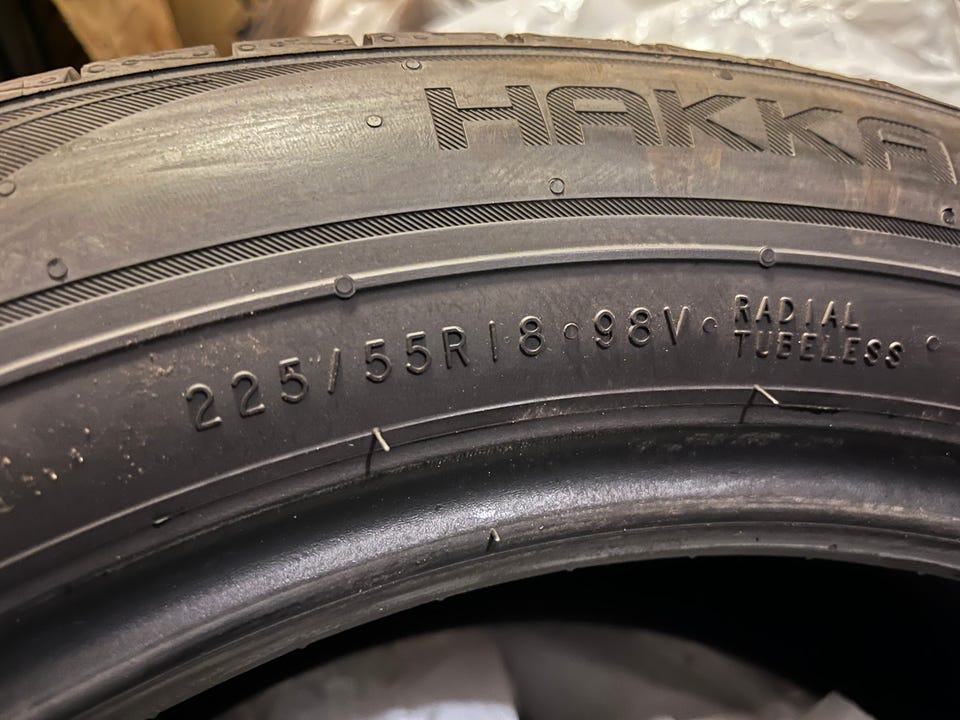 HAKKA
225/55R18 98V RADIAL
TUBELESS